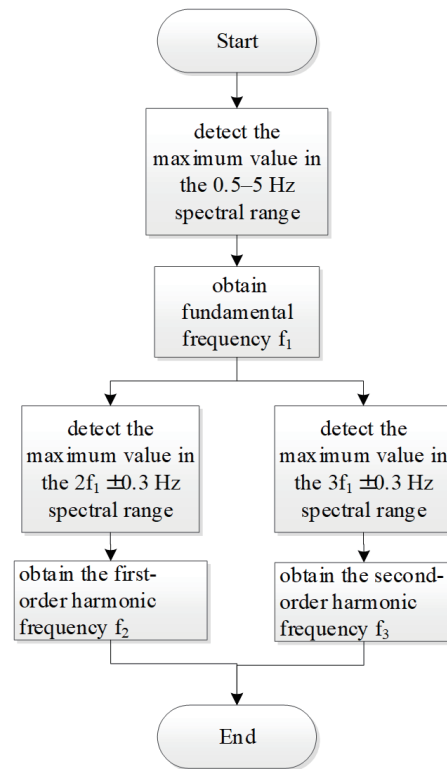 Start
detect the
maximum value in
the 0.5–5 Hz
spectral range
obtain
fundamental
frequency f₁
detect the
maximum value in
the 2f₁ ±0.3 Hz
spectral range
detect the
maximum value in
the 3f₁ ±0.3 Hz
spectral range
obtain the first-
order harmonic
frequency f₂
obtain the second-
order harmonic
frequency f₃
End